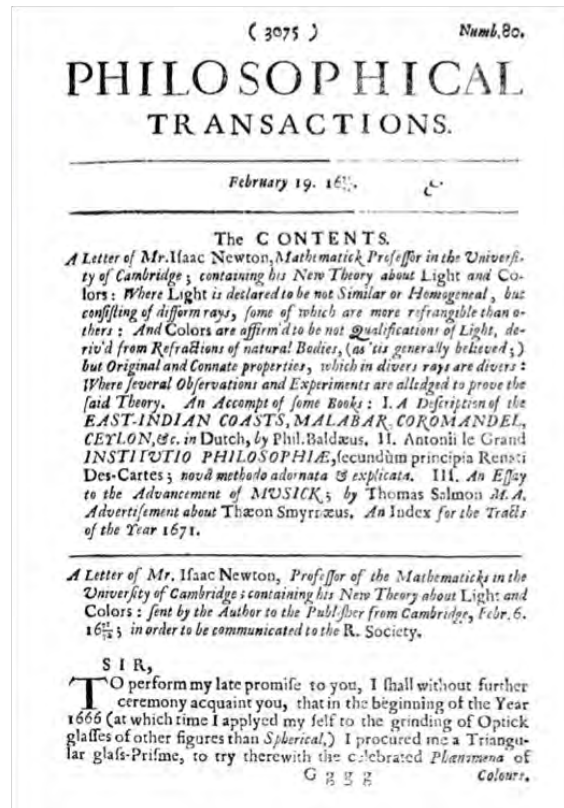 ( 3075 ) Numb.80.
PHILOSOPHICAL
TRANSACTIONS.
February 19. 167½.
The CONTENTS.
A Letter of Mr. Iſaac Newton, Mathematick Profeſſor in the Univerſi-
ty of Cambridge; containing his New Theory about Light and Co-
lors: Where Light is declared to be not Similar or Homogeneal, but
conſiſting of difform rays, ſome of which are more refrangible than o-
thers: And Colors are affirm'd to be not Qualifications of Light, de-
riv'd from Refractions of natural Bodies, (as 'tis generally believed;)
but Original and Connate properties, which in divers rays are divers:
Where ſeveral Obſervations and Experiments are alledged to prove the
ſaid Theory. An Accompt of ſome Books: I. A Deſcription of the
EAST-INDIAN COASTS, MALABAR, COROMANDEL,
CEYLON, &c. in Dutch, by Phil. Baldæus. II. Antonii le Grand
INSTITVTIO PHILOSOPHIÆ, ſecundùm principia Renati
Des-Cartes; novâ methodo adornata & explicata. III. An Eſſay
to the Advancement of MVSICK; by Thomas Salmon M. A.
Advertiſement about Thæon Smyrnæus. An Index for the Tracts
of the Year 1671.
A Letter of Mr. Iſaac Newton, Profeſſor of the Mathematicks in the
Univerſity of Cambridge; containing his New Theory about Light and
Colors: ſent by the Author to the Publiſher from Cambridge, Febr. 6.
16 71/72; in order to be communicated to the R. Society.
SIR,
TO perform my late promiſe to you, I ſhall without further
ceremony acquaint you, that in the beginning of the Year
1666 (at which time I applyed my ſelf to the grinding of Optick
glaſſes of other figures than Spherical,) I procured me a Triangu-
lar glaſs-Priſme, to try therewith the celebrated Phænomena of
G g g g Colours.